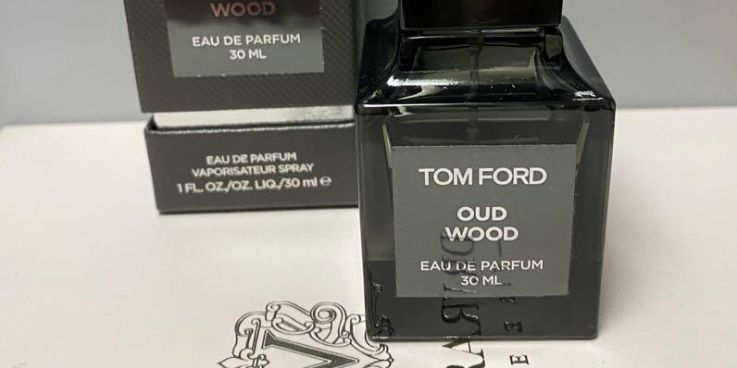 WOOD
EAU DE PARFUM
30 ML
EAU DE PARFUM
VAPORISATEUR SPRAY
1 FL. OZ./OZ. LIQ./30 ml e
TOM FORD
OUD
WOOD
EAU DE PARFUM
30 ML